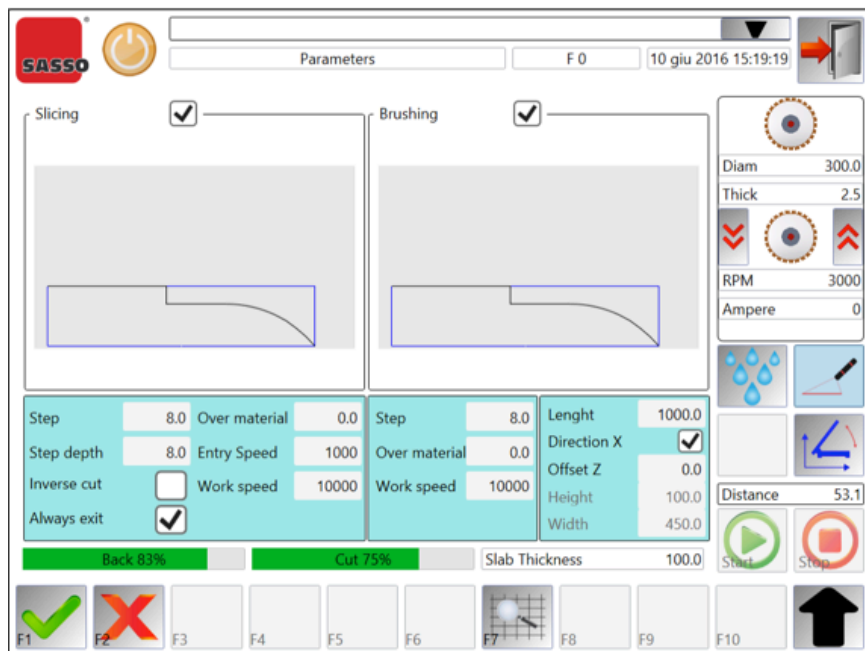 SASSO
Parameters
F 0
10 giu 2016 15:19:19
Slicing
Brushing
Diam 300.0
Thick 2.5
RPM 3000
Ampere 0
Step 8.0 Over material 0.0
Step depth 8.0 Entry Speed 1000
Inverse cut Work speed 10000
Always exit
Step 8.0
Over material 0.0
Work speed 10000
Lenght 1000.0
Direction X
Offset Z 0.0
Height 100.0
Width 450.0
Distance 53.1
Back 83%
Cut 75%
Slab Thickness 100.0
Start
Stop
F1
F2
F3
F4
F5
F6
F7
F8
F9
F10